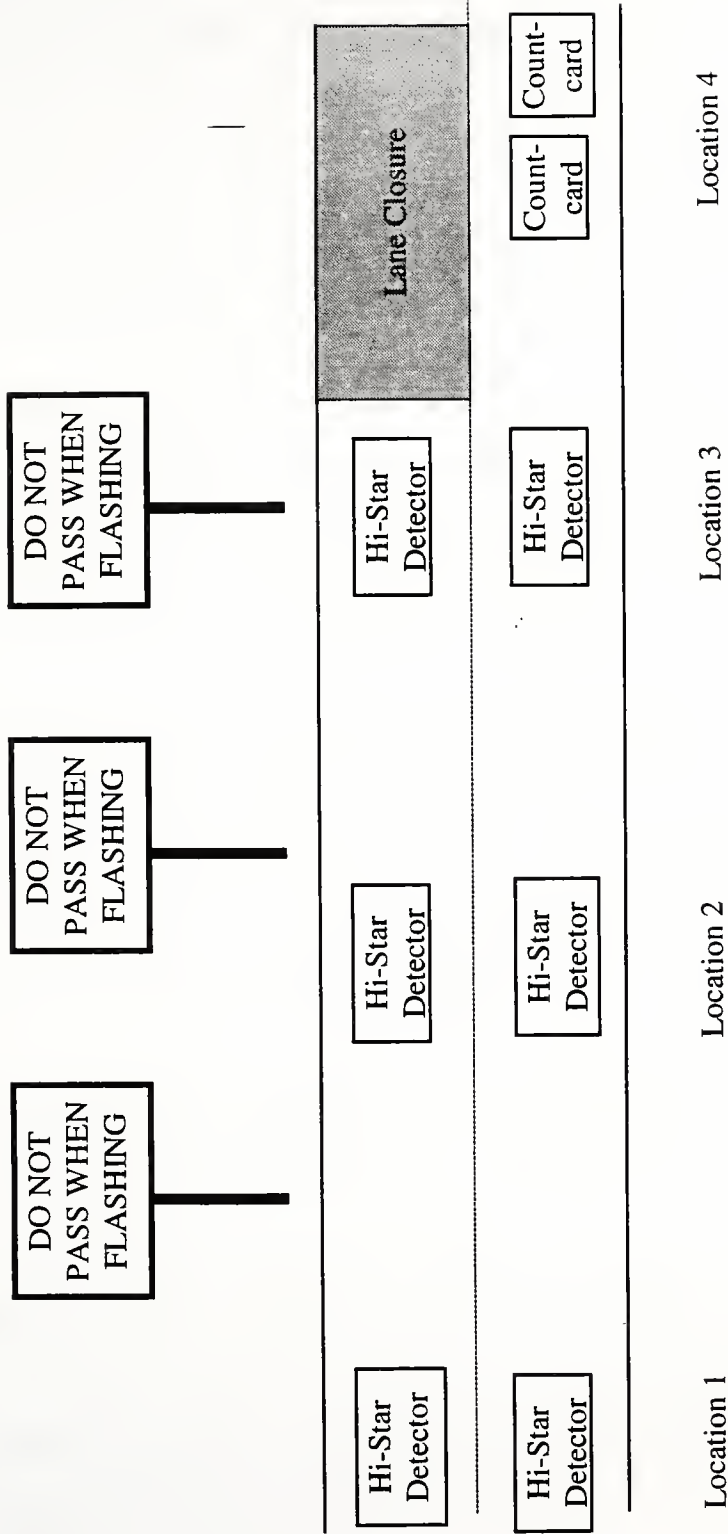 DO NOT
PASS WHEN
FLASHING
DO NOT
PASS WHEN
FLASHING
DO NOT
PASS WHEN
FLASHING
Hi-Star
Detector
Hi-Star
Detector
Hi-Star
Detector
Lane Closure
Hi-Star
Detector
Hi-Star
Detector
Hi-Star
Detector
Count-
card
Count-
card
Location 1
Location 2
Location 3
Location 4